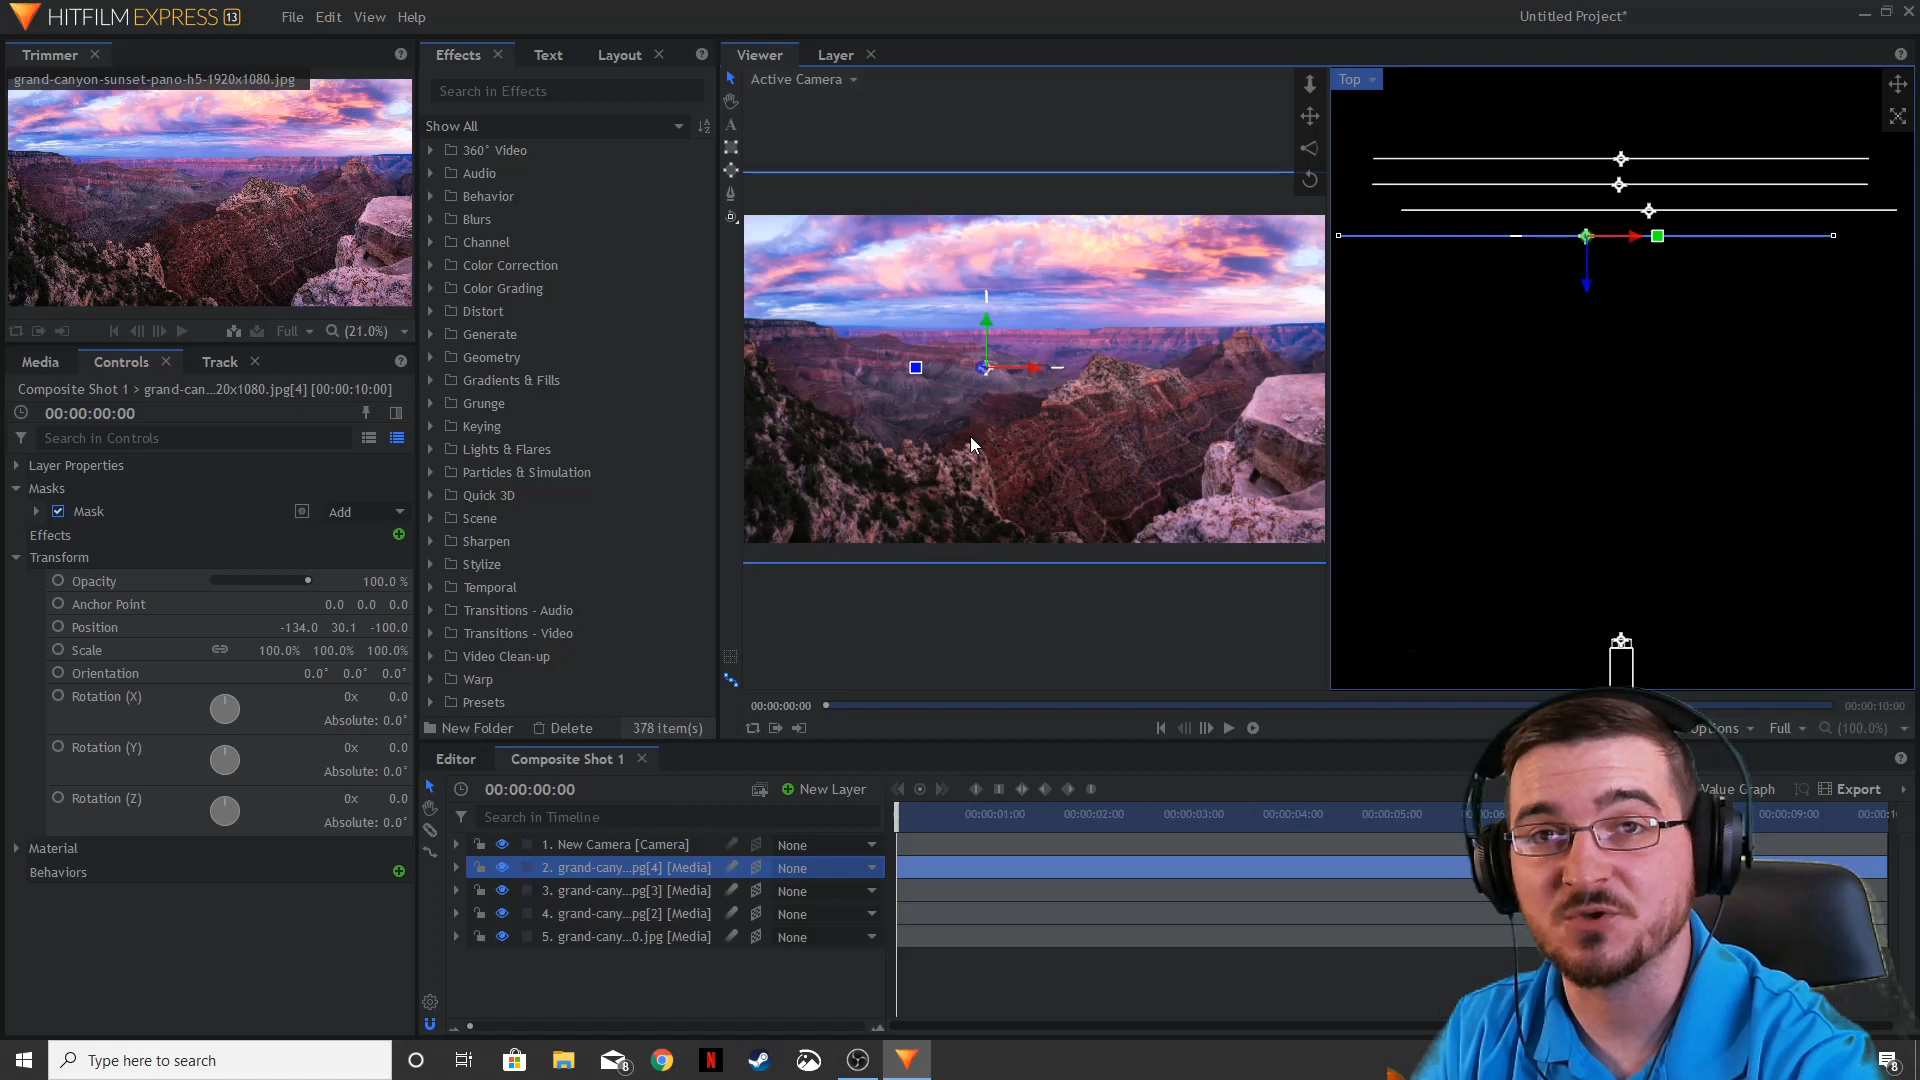 HITFILM EXPRESS 13
File Edit View Help
Untitled Project*
Trimmer
Effects Text Layout
Viewer Layer
grand-canyon-sunset-pano-h5-1920x1080.jpg
Active Camera
Top
Search in Effects
Show All
360° Video
Audio
Behavior
Blurs
Channel
Color Correction
Color Grading
Distort
Generate
Geometry
Gradients & Fills
Grunge
Keying
Lights & Flares
Particles & Simulation
Quick 3D
Scene
Sharpen
Stylize
Temporal
Transitions - Audio
Transitions - Video
Video Clean-up
Warp
Presets
New Folder Delete 378 item(s)
Full (21.0%)
Media Controls Track
Composite Shot 1 > grand-can...20x1080.jpg[4] [00:00:10:00]
00:00:00:00
Search in Controls
Layer Properties
Masks
Mask Add
Effects
Transform
Opacity 100.0 %
Anchor Point 0.0 0.0 0.0
Position -134.0 30.1 -100.0
Scale 100.0% 100.0% 100.0%
Orientation 0.0° 0.0° 0.0°
Rotation (X) 0x 0.0
Absolute: 0.0°
Rotation (Y) 0x 0.0
Absolute: 0.0°
Rotation (Z) 0x 0.0
Absolute: 0.0°
Material
Behaviors
00:00:00:00
00:00:10:00
Options Full (100.0%)
Editor Composite Shot 1
00:00:00:00 New Layer
Value Graph Export
Search in Timeline
00:00:01:00 00:00:02:00 00:00:03:00 00:00:04:00 00:00:05:00 00:00:09:00
1. New Camera [Camera] None
2. grand-cany...pg[4] [Media] None
3. grand-cany...pg[3] [Media] None
4. grand-cany...pg[2] [Media] None
5. grand-cany...0.jpg [Media] None
Type here to search
8
N
8